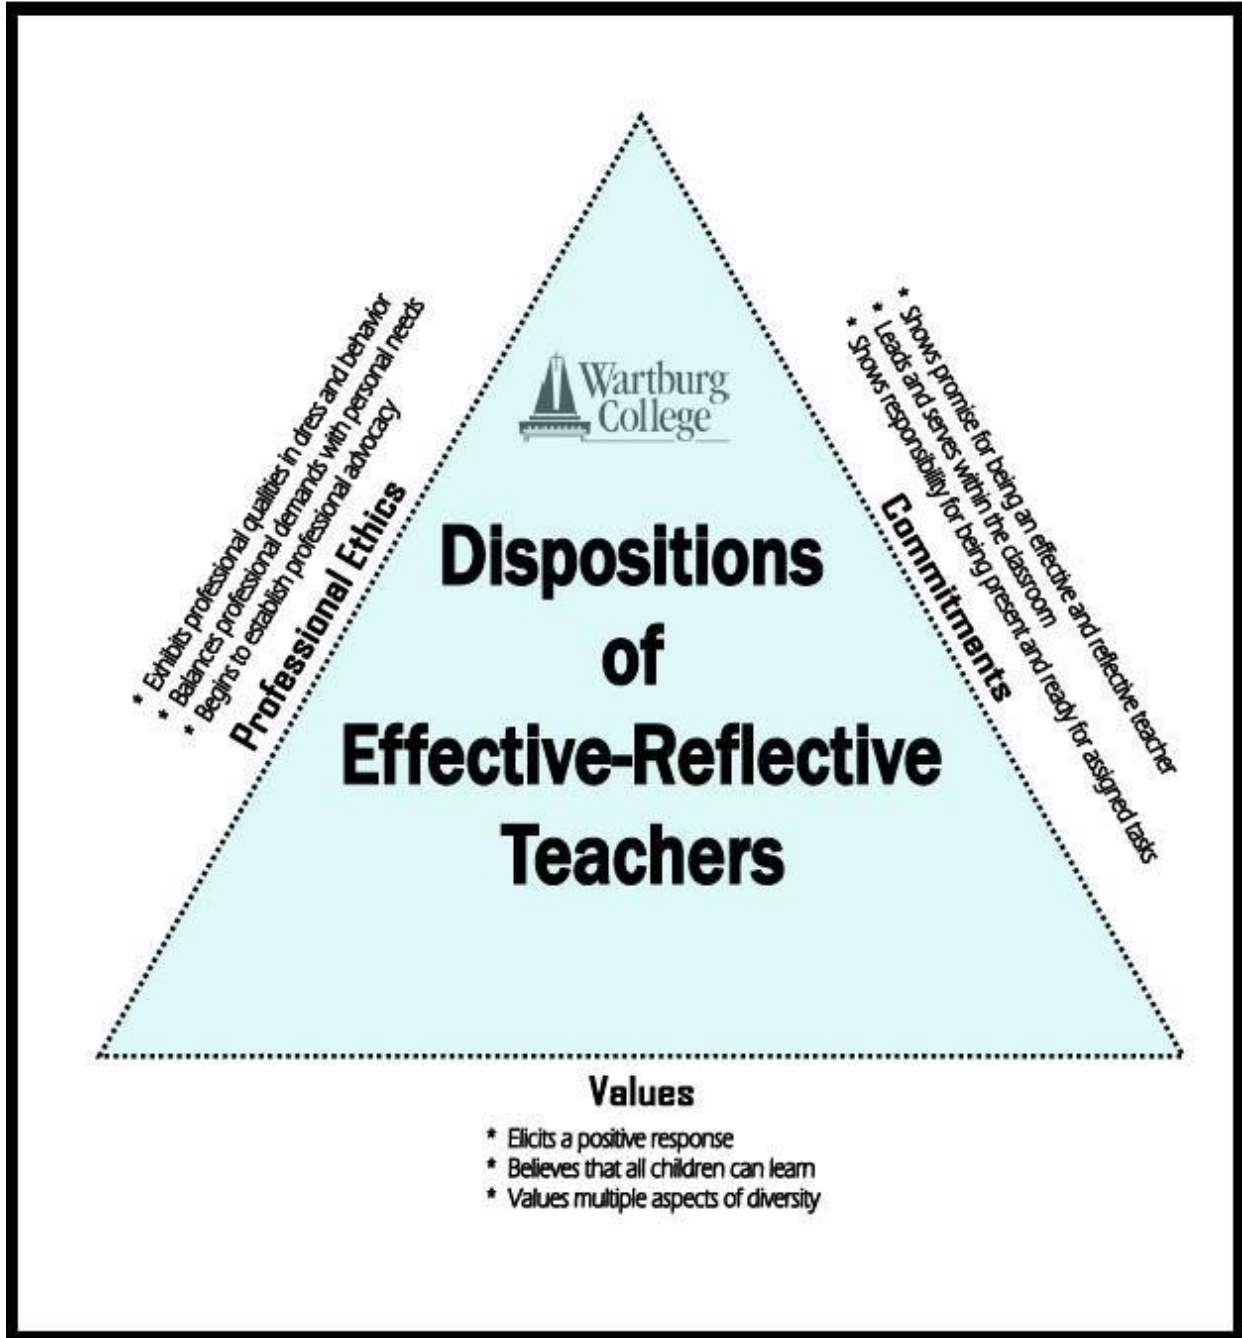 Wartburg
College
Dispositions
of
Effective-Reflective
Teachers
* Exhibits professional qualities in dress and behavior
* Balances professional demands with personal needs
* Begins to establish professional advocacy
Professional Ethics
* Shows promise for being an effective and reflective teacher
* Leads and serves within the classroom
* Shows responsibility for being present and ready for assigned tasks
Commitments
Values
* Elicits a positive response
* Believes that all children can learn
* Values multiple aspects of diversity